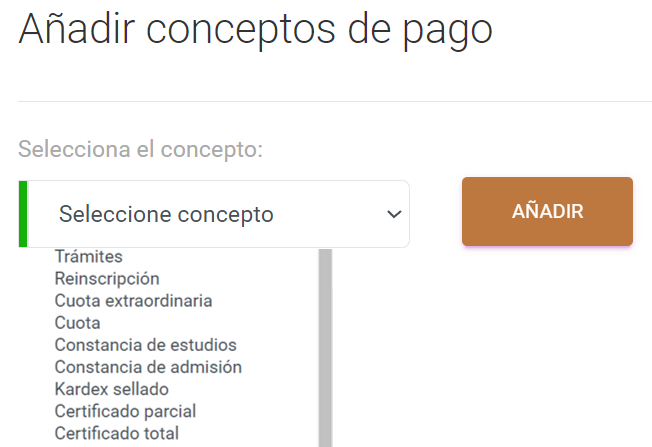 Añadir conceptos de pago
Selecciona el concepto:
Seleccione concepto
AÑADIR
Trámites
Reinscripción
Cuota extraordinaria
Cuota
Constancia de estudios
Constancia de admisión
Kardex sellado
Certificado parcial
Certificado total